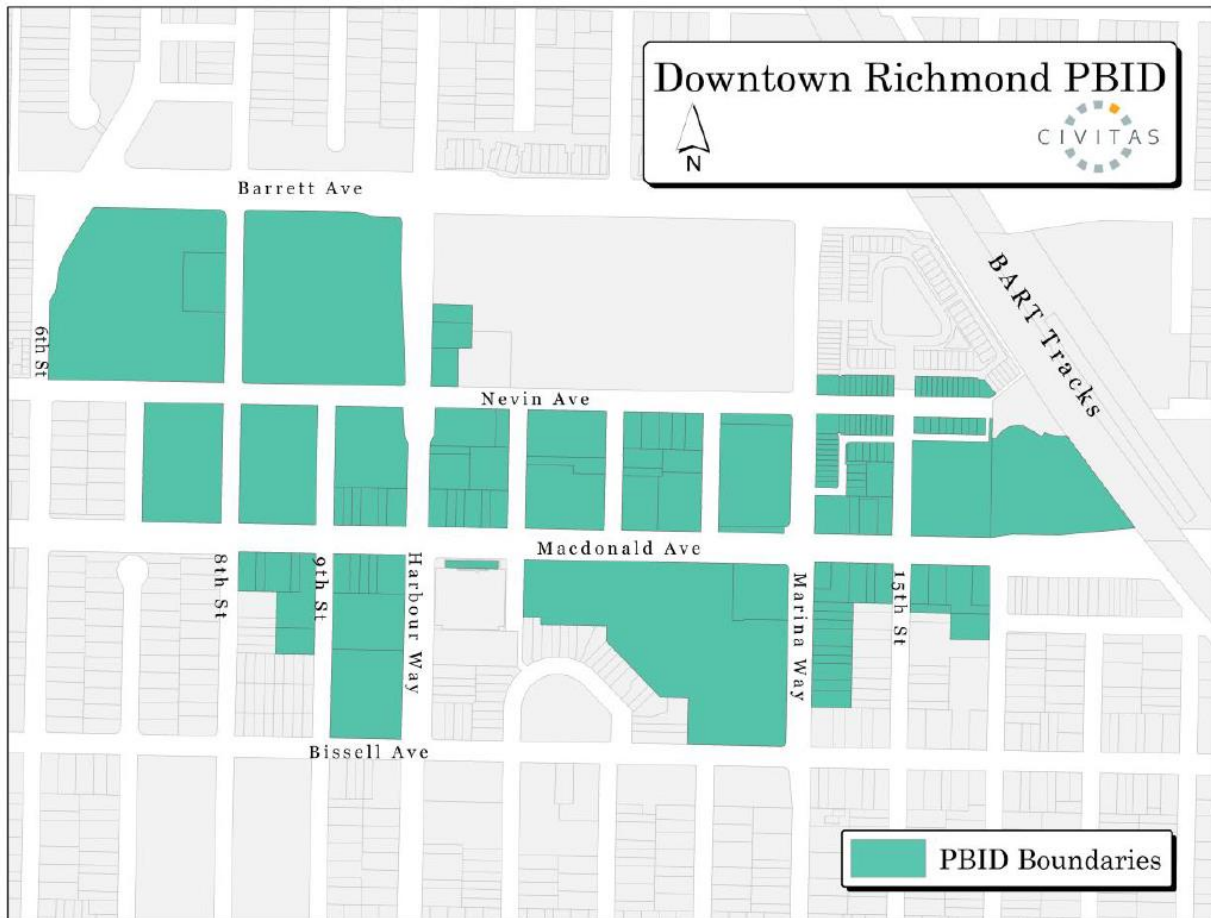 Downtown Richmond PBID
N
CIVITAS
Barrett Ave
BART Tracks
6th St
Nevin Ave
Macdonald Ave
8th St
9th St
Harbour Way
Marina Way
15th St
Bissell Ave
PBID Boundaries